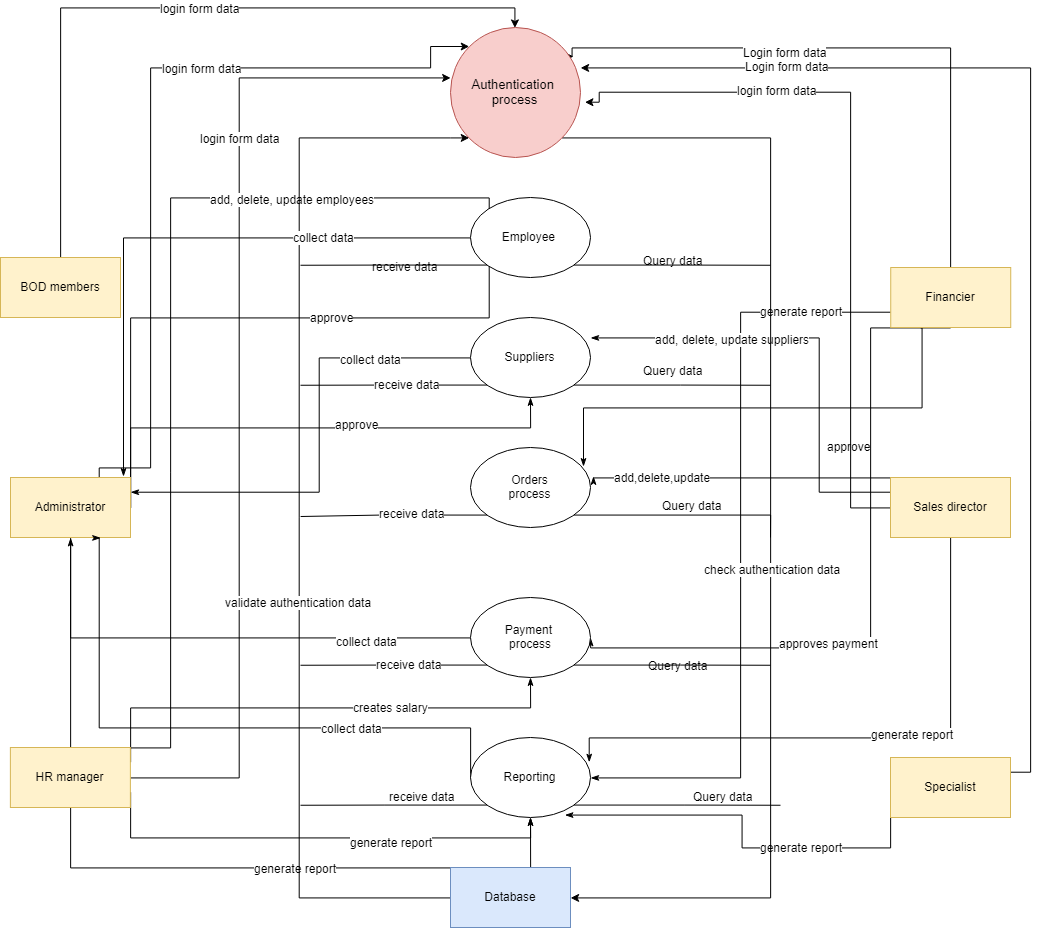 login form data
Login form data
login form data
Login form data
Authentication
process
login form data
login form data
add, delete, update employees
Employee
collect data
Query data
receive data
BOD members
Financier
generate report
approve
add, delete, update suppliers
Suppliers
collect data
Query data
receive data
approve
approve
add,delete,update
Orders
process
Administrator
Sales director
Query data
receive data
check authentication data
validate authentication data
Payment
process
collect data
approves payment
receive data
Query data
creates salary
collect data
generate report
HR manager
Reporting
Specialist
receive data
Query data
generate report
generate report
generate report
Database